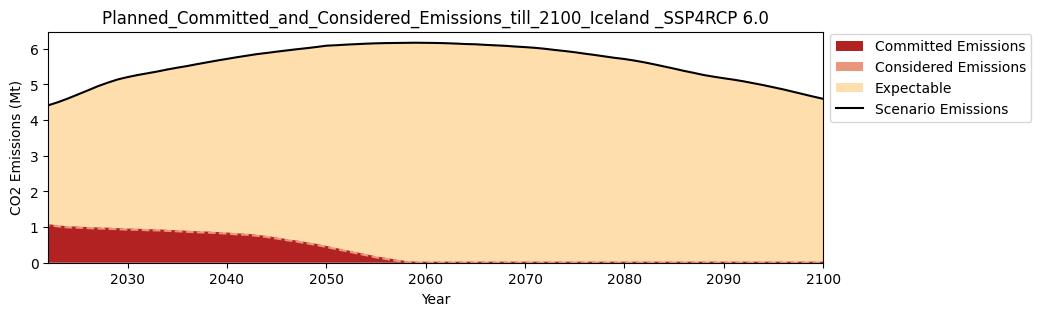 Planned_Committed_and_Considered_Emissions_till_2100_Iceland _SSP4RCP 6.0
CO2 Emissions (Mt)
6
5
4
3
2
1
0
2030 2040 2050 2060 2070 2080 2090 2100
Year
Committed Emissions
Considered Emissions
Expectable
Scenario Emissions